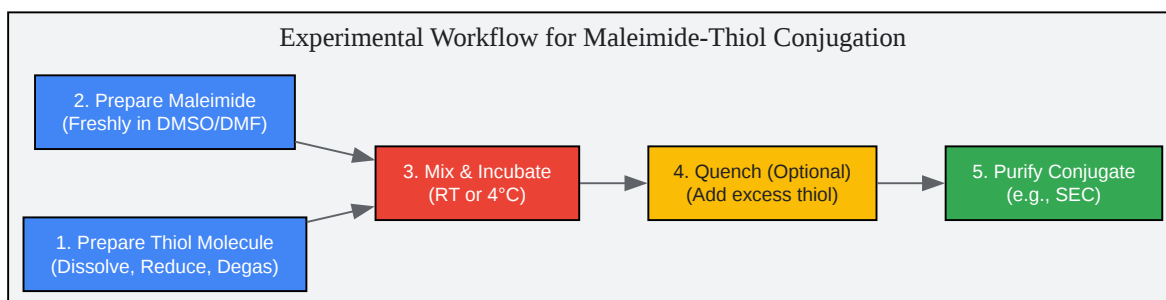 Experimental Workflow for Maleimide-Thiol Conjugation
2. Prepare Maleimide
(Freshly in DMSO/DMF)
1. Prepare Thiol Molecule
(Dissolve, Reduce, Degas)
3. Mix & Incubate
(RT or 4°C)
4. Quench (Optional)
(Add excess thiol)
5. Purify Conjugate
(e.g., SEC)